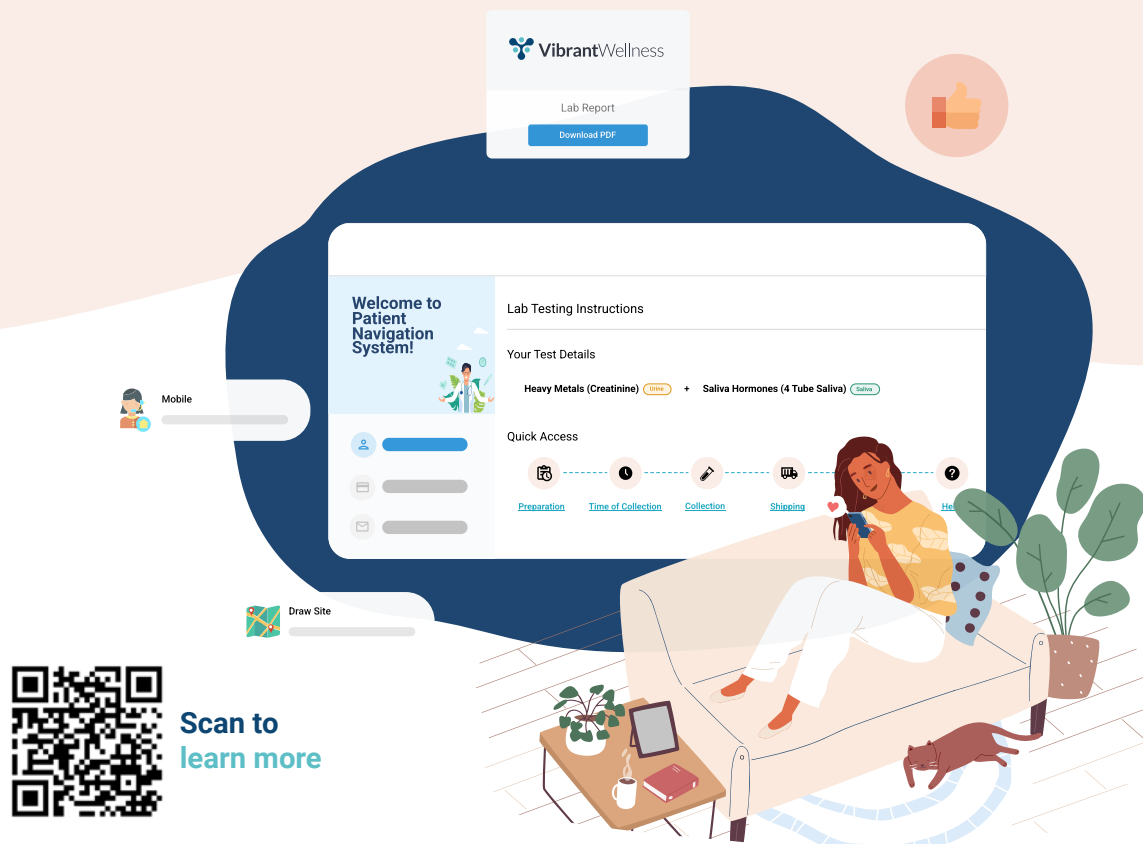 VibrantWellness
Lab Report
Download PDF
Welcome to
Patient
Navigation
System!
Lab Testing Instructions
Your Test Details
Heavy Metals (Creatinine) Urine + Saliva Hormones (4 Tube Saliva) Saliva
Mobile
Quick Access
Preparation Time of Collection Collection Shipping
Draw Site
Scan to
learn more